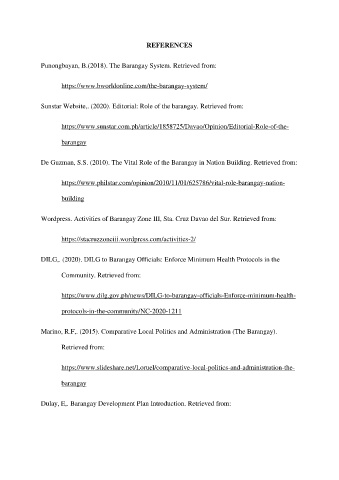 REFERENCES
Punongbayan, B.(2018). The Barangay System. Retrieved from:
https://www.bworldonline.com/the-barangay-system/
Sunstar Website,. (2020). Editorial: Role of the barangay. Retrieved from:
https://www.sunstar.com.ph/article/1858725/Davao/Opinion/Editorial-Role-of-the-
barangay
De Guzman, S.S. (2010). The Vital Role of the Barangay in Nation Building. Retrieved from:
https://www.philstar.com/opinion/2010/11/01/625786/vital-role-barangay-nation-
building
Wordpress. Activities of Barangay Zone III, Sta. Cruz Davao del Sur. Retrieved from:
https://stacruzzoneiii.wordpress.com/activities-2/
DILG,. (2020). DILG to Barangay Officials: Enforce Minimum Health Protocols in the
Community. Retrieved from:
https://www.dilg.gov.ph/news/DILG-to-barangay-officials-Enforce-minimum-health-
protocols-in-the-community/NC-2020-1211
Marino, R.F,. (2015). Comparative Local Politics and Administration (The Barangay).
Retrieved from:
https://www.slideshare.net/Loruel/comparative-local-politics-and-administration-the-
barangay
Dulay, E,. Barangay Development Plan Introduction. Retrieved from: